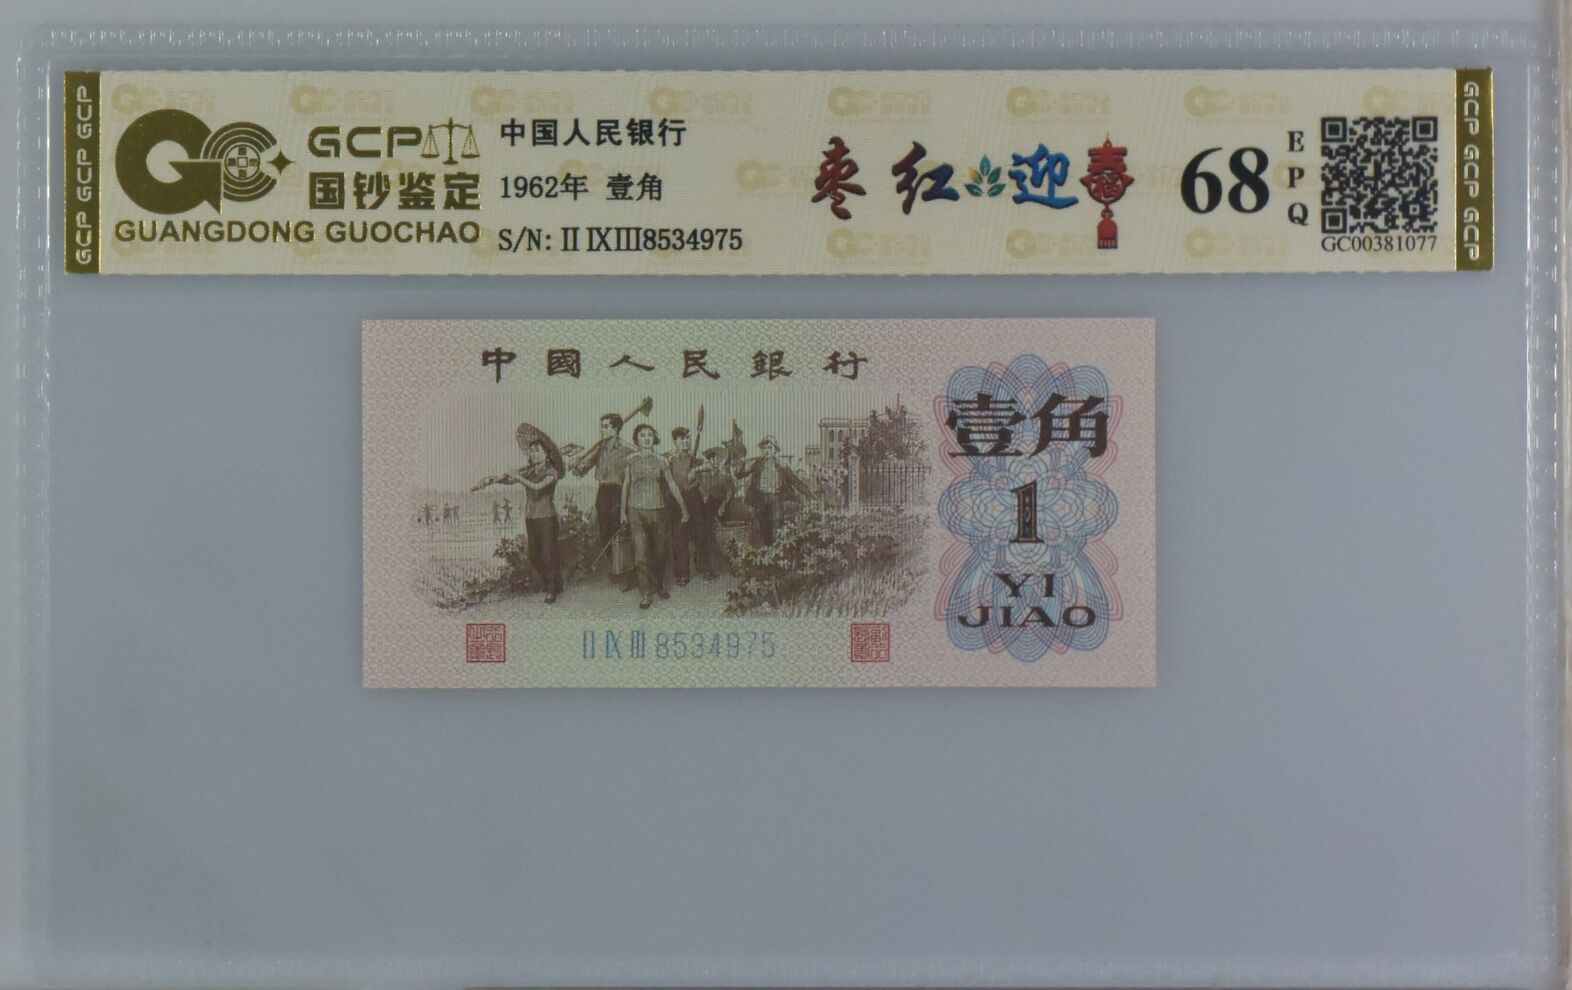 GCP GCP GCP
GCP
国钞鉴定
GUANGDONG GUOCHAO
中国人民银行
1962年 壹角
S/N: II IX III8534975
枣红迎春
68
EPQ
GC00381077
GCP GCP GCP
中國人民銀行
壹角
1
YI
JIAO
II IX III 8534975